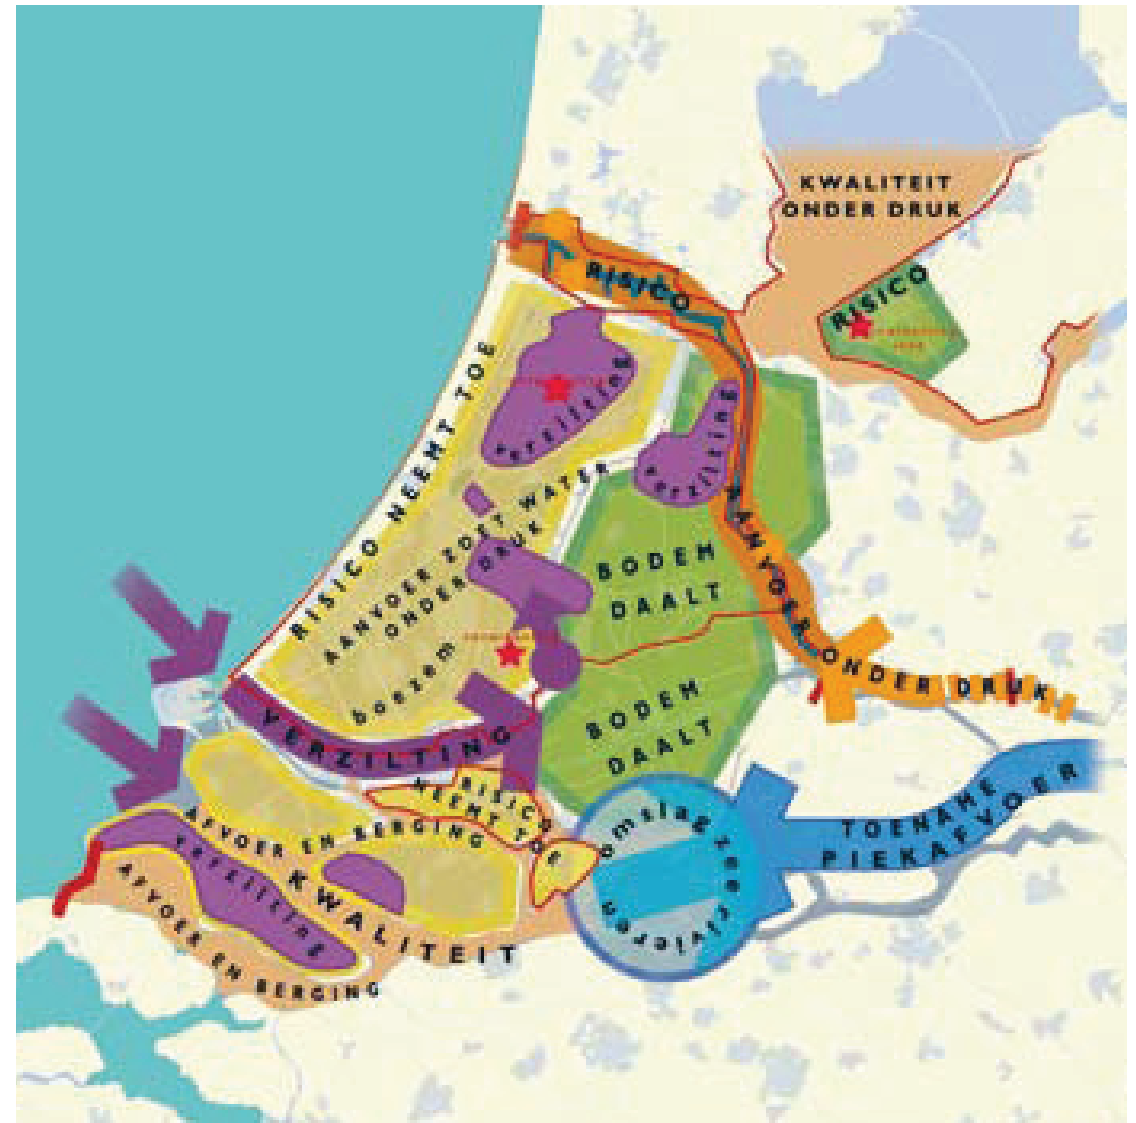 KWALITEIT
ONDER DRUK
RISICO
RISICO
RISICO NEEMT TOE
verzilting
verzilting
AANVOER ZOET WATER
ONDER DRUK
boezem
BODEM
DAALT
AANVOER ONDER DRUK
BODEM
DAALT
VERZILTING
RISICO
NEEMT TOE
AFVOER EN BERGING
KWALITEIT
verzilting
AFVOER EN BERGING
omslag zee
rivieren
TOENAME
PIEKAFVOER